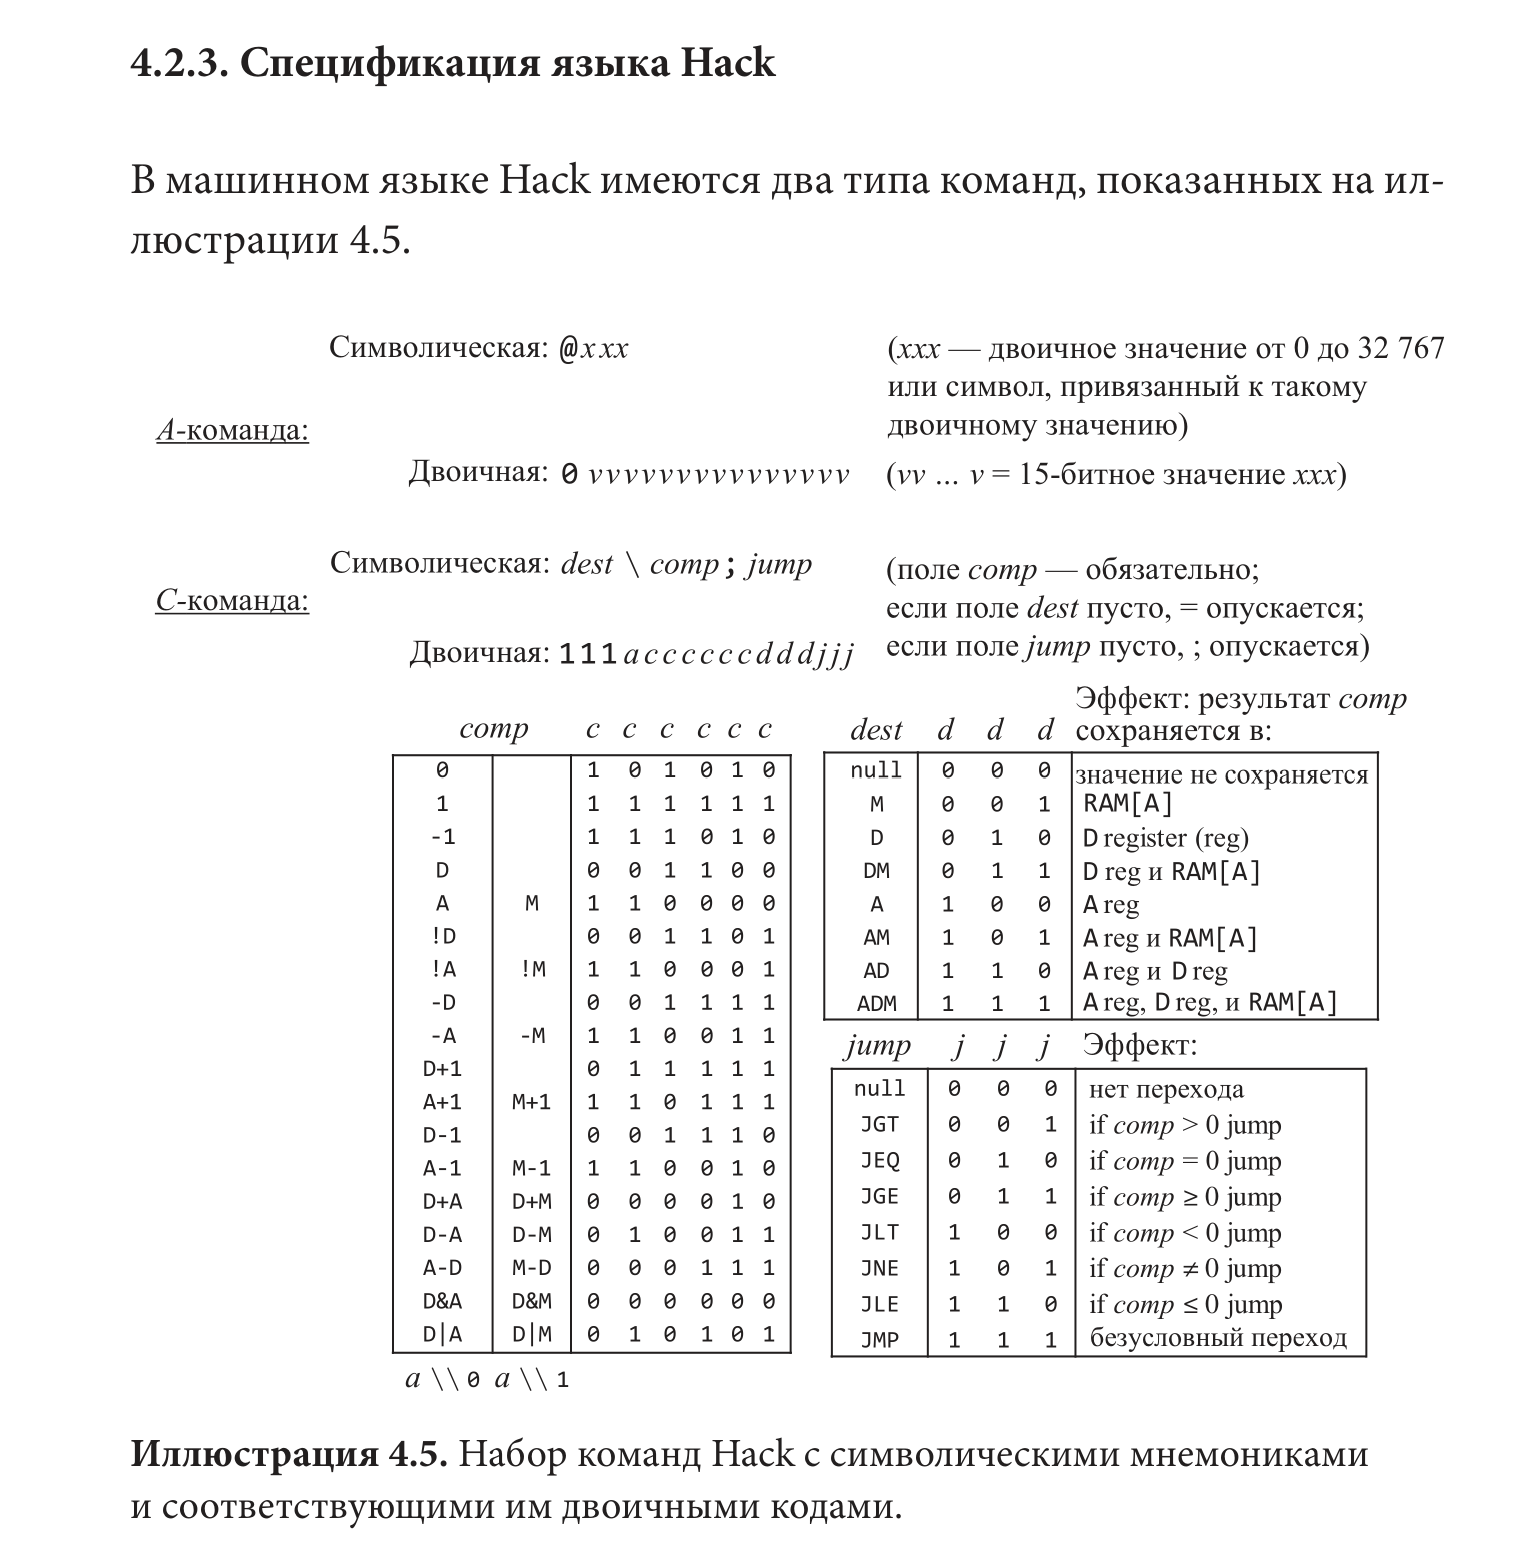 4.2.3. Спецификация языка Hack
В машинном языке Hack имеются два типа команд, показанных на ил-
люстрации 4.5.
Символическая: @xxx (xxx — двоичное значение от 0 до 32 767
или символ, привязанный к такому
двоичному значению)
A-команда:
Двоичная: 0 vvvvvvvvvvvvvvv (vv ... v = 15-битное значение xxx)
Символическая: dest \ comp ; jump (поле comp — обязательно;
если поле dest пусто, = опускается;
если поле jump пусто, ; опускается)
C-команда:
Двоичная: 111accccccdddjjj
comp c c c c c c
0 1 0 1 0 1 0
1 1 1 1 1 1 1
-1 1 1 1 0 1 0
D 0 0 1 1 0 0
A M 1 1 0 0 0 0
!D 0 0 1 1 0 1
!A !M 1 1 0 0 0 1
-D 0 0 1 1 1 1
-A -M 1 1 0 0 1 1
D+1 0 1 1 1 1 1
A+1 M+1 1 1 0 1 1 1
D-1 0 0 1 1 1 0
A-1 M-1 1 1 0 0 1 0
D+A D+M 0 0 0 0 1 0
D-A D-M 0 1 0 0 1 1
A-D M-D 0 0 0 1 1 1
D&A D&M 0 0 0 0 0 0
D|A D|M 0 1 0 1 0 1
a \\ 0 a \\ 1
dest d d d Эффект: результат comp
сохраняется в:
null 0 0 0 значение не сохраняется
M 0 0 1 RAM[A]
D 0 1 0 D register (reg)
DM 0 1 1 D reg и RAM[A]
A 1 0 0 A reg
AM 1 0 1 A reg и RAM[A]
AD 1 1 0 A reg и D reg
ADM 1 1 1 A reg, D reg, и RAM[A]
jump j j j Эффект:
null 0 0 0 нет перехода
JGT 0 0 1 if comp > 0 jump
JEQ 0 1 0 if comp = 0 jump
JGE 0 1 1 if comp ≥ 0 jump
JLT 1 0 0 if comp < 0 jump
JNE 1 0 1 if comp ≠ 0 jump
JLE 1 1 0 if comp ≤ 0 jump
JMP 1 1 1 безусловный переход
Иллюстрация 4.5. Набор команд Hack с символическими мнемониками
и соответствующими им двоичными кодами.